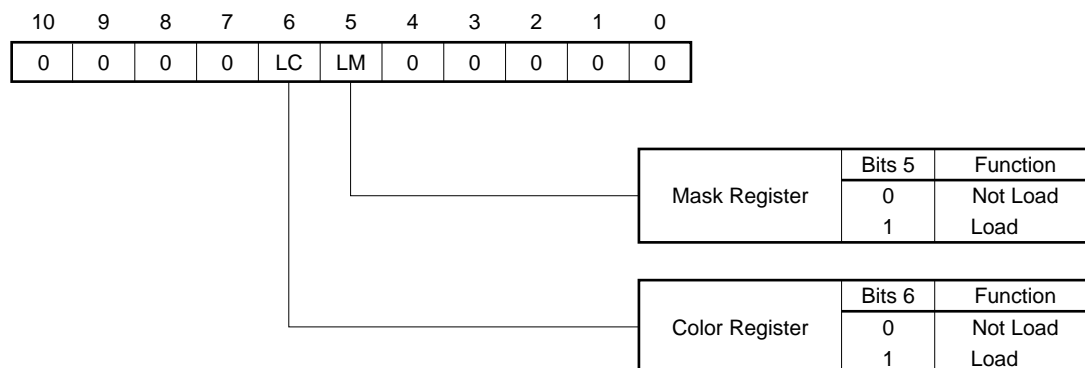 10 9 8 7 6 5 4 3 2 1 0
0 0 0 0 LC LM 0 0 0 0 0
Mask Register
Bits 5 Function
0 Not Load
1 Load
Color Register
Bits 6 Function
0 Not Load
1 Load